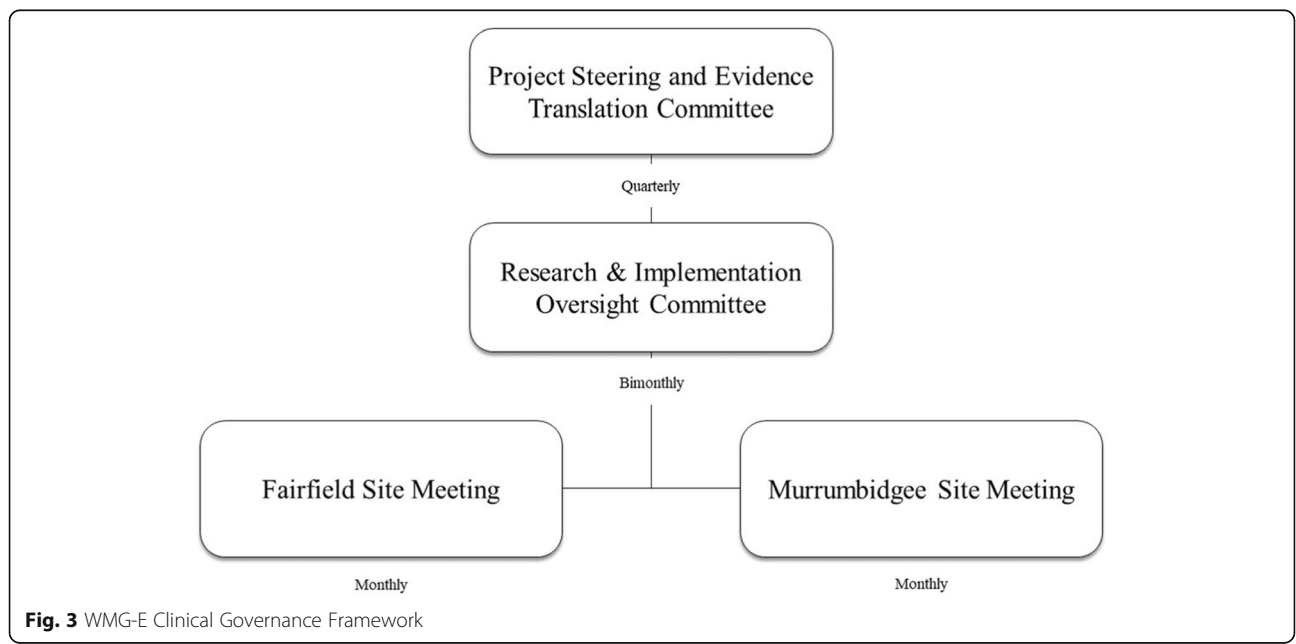 Project Steering and Evidence
Translation Committee
Quarterly
Research & Implementation
Oversight Committee
Bimonthly
Fairfield Site Meeting
Murrumbidgee Site Meeting
Monthly
Monthly
Fig. 3 WMG-E Clinical Governance Framework